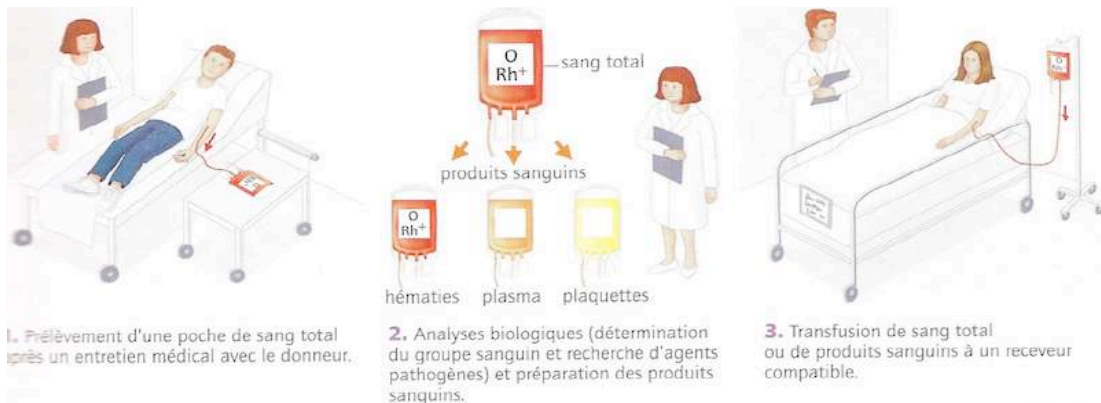 O
Rh+
sang total
produits sanguins
O
Rh+
hématies plasma plaquettes
1. Prélèvement d'une poche de sang total
après un entretien médical avec le donneur.
2. Analyses biologiques (détermination
du groupe sanguin et recherche d'agents
pathogènes) et préparation des produits
sanguins.
3. Transfusion de sang total
ou de produits sanguins à un receveur
compatible.